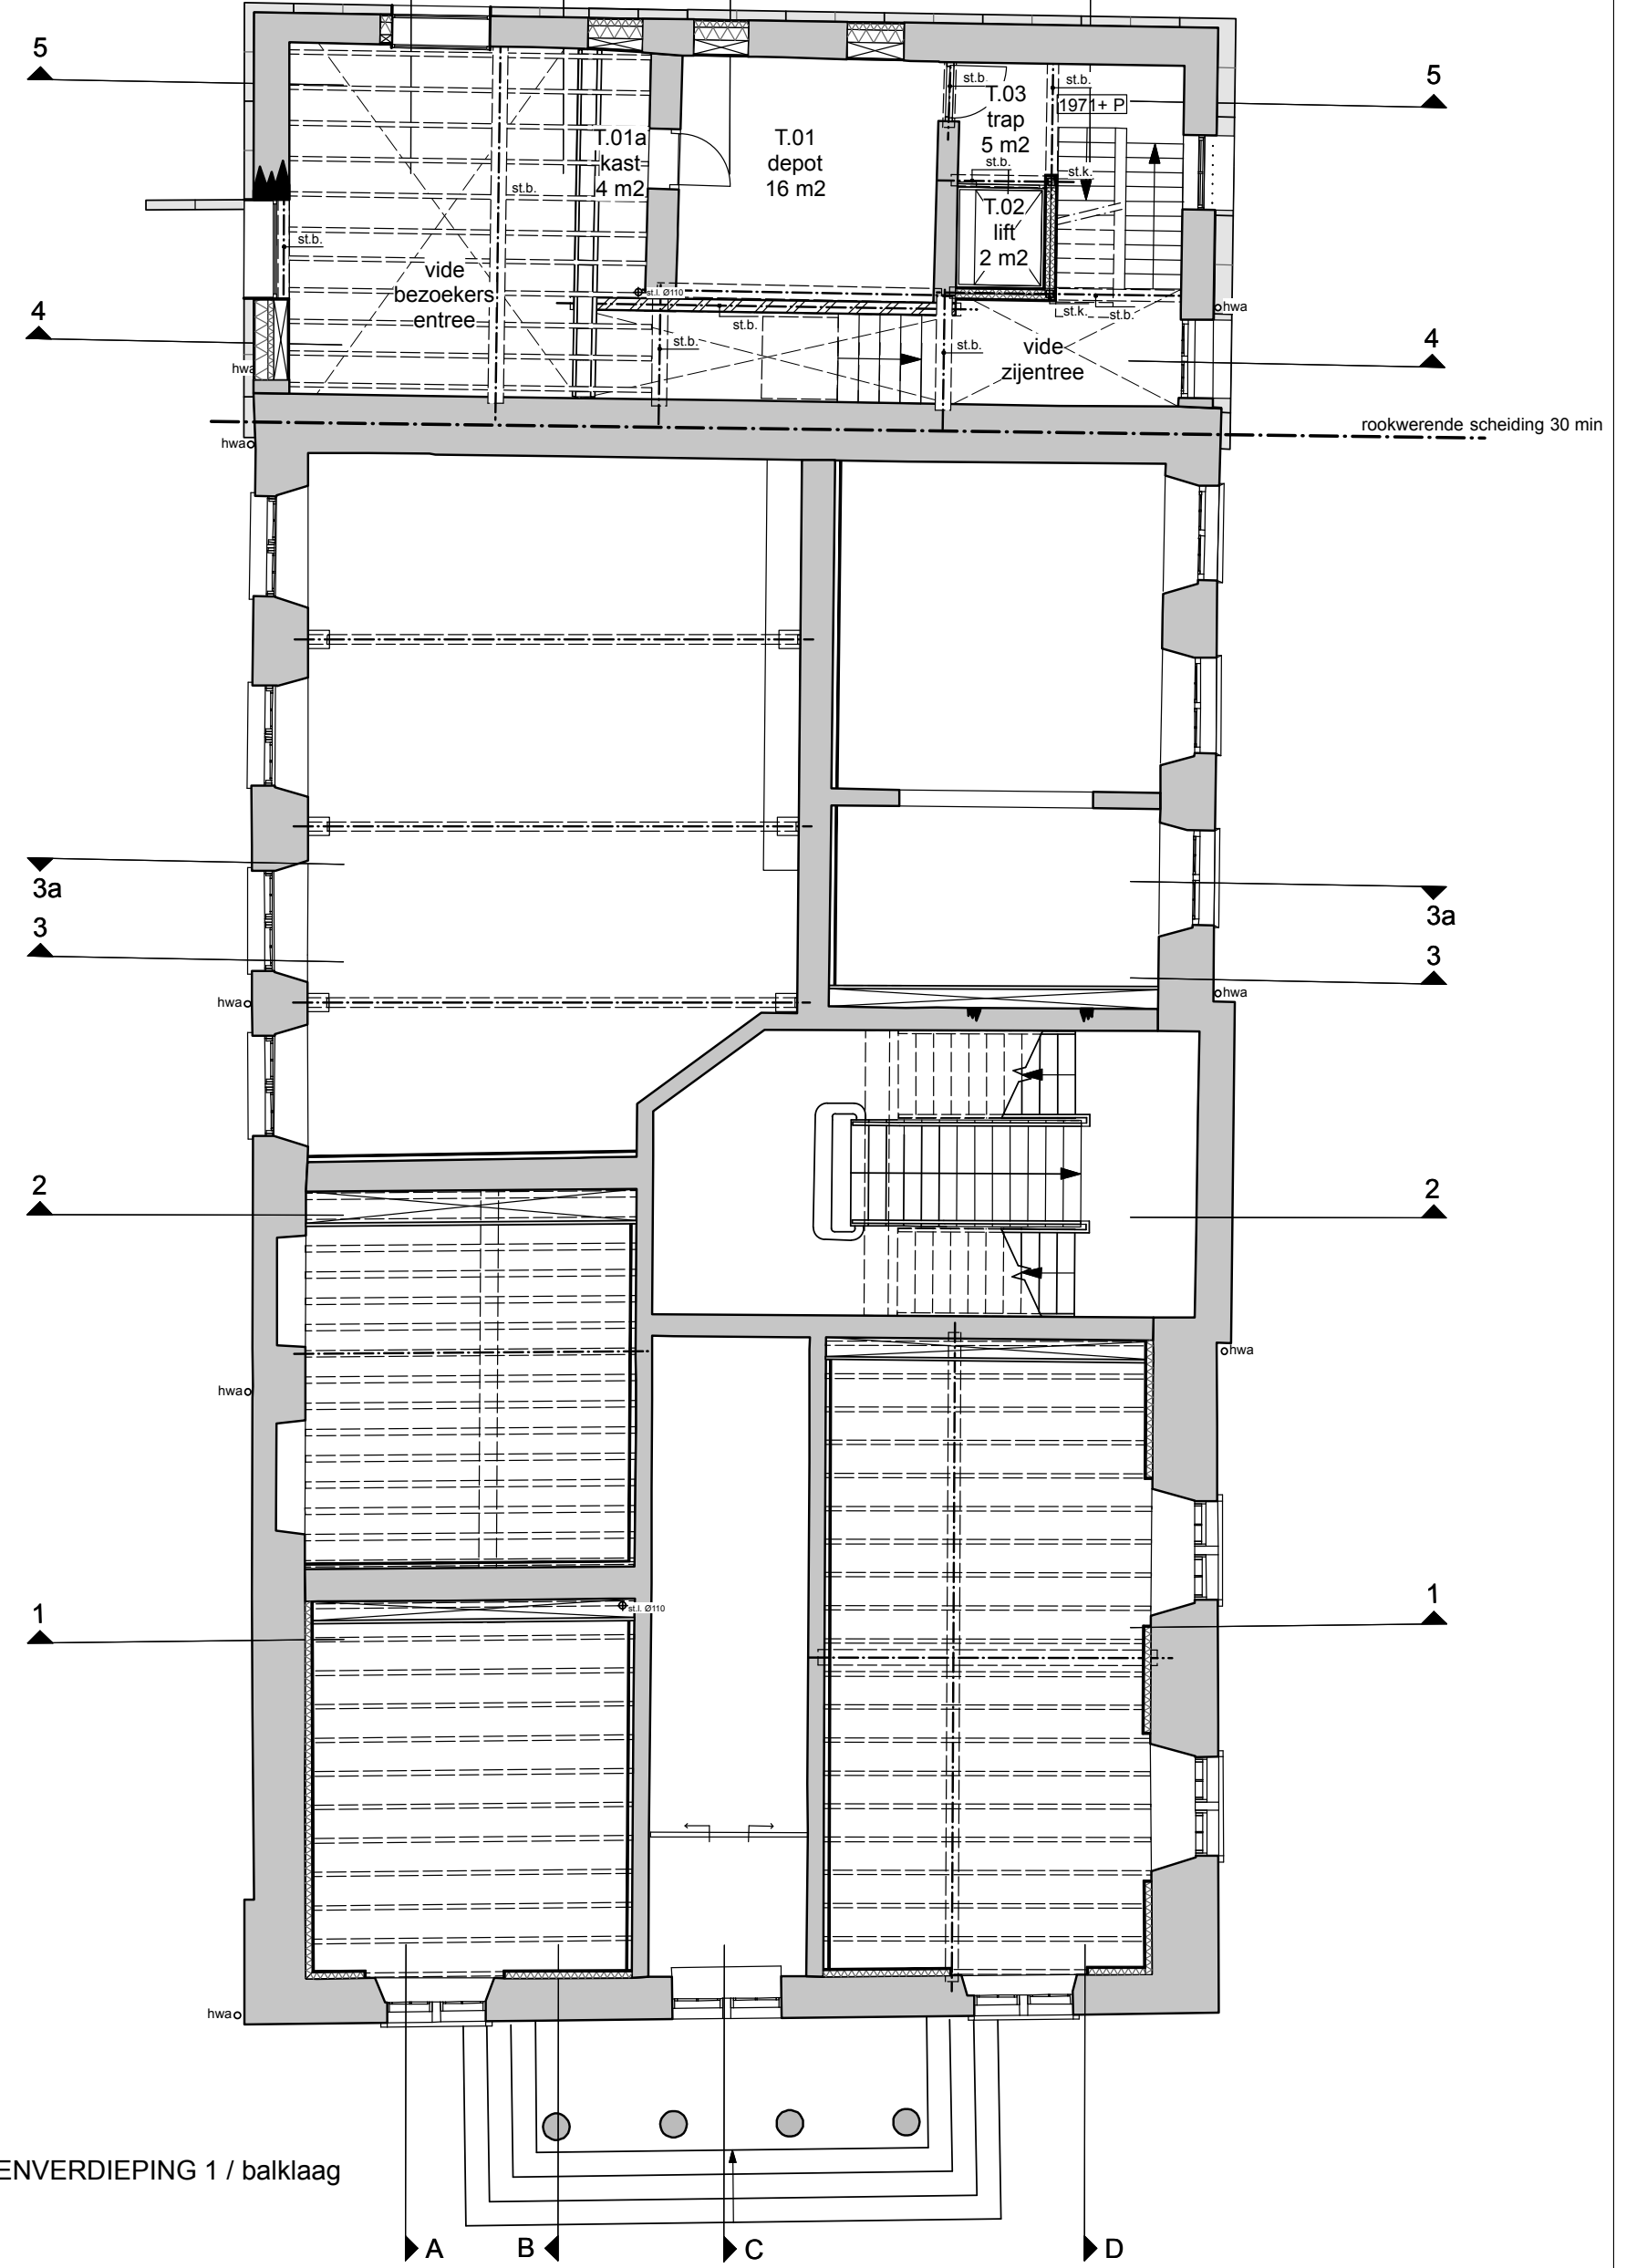 5
5
st.b.
st.b.
T.03
trap
5 m2
1971+ P
T.01a
kast
4 m2
T.01
depot
16 m2
st.b.
st.k.
st.b.
T.02
lift
2 m2
st.b.
vide
bezoekers
entree
st.l. Ø110
st.b.
st.b.
st.k.
st.b.
hwa
4
4
st.b.
vide
zijentree
hwa
rookwerende scheiding 30 min
hwa
3a
3a
3
3
hwa
hwa
2
2
hwa
hwa
1
1
st.l. Ø110
hwa
ENVERDIEPING 1 / balklaag
A
B
C
D